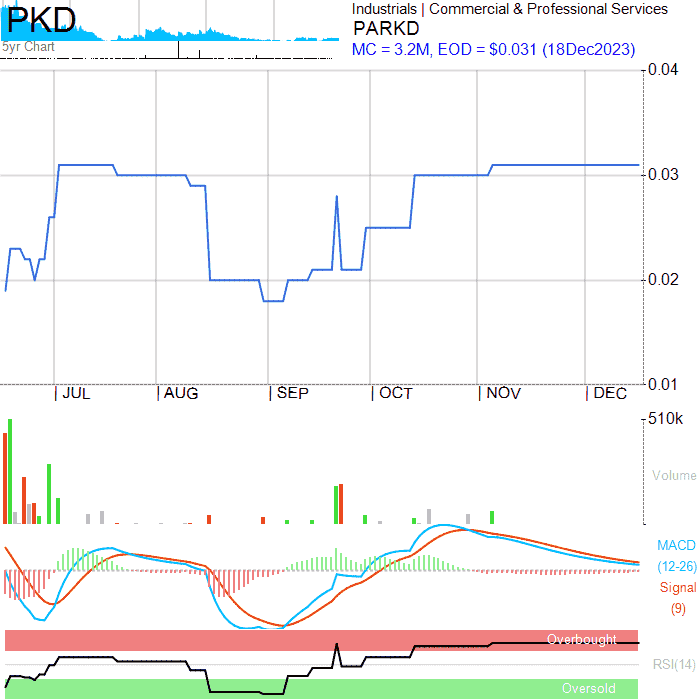 PKD
5yr Chart
Industrials | Commercial & Professional Services
PARKD
MC = 3.2M, EOD = $0.031 (18Dec2023)
0.04
0.03
0.02
0.01
JUL
AUG
SEP
OCT
NOV
DEC
510k
Volume
MACD
(12-26)
Signal
(9)
Overbought
RSI(14)
Oversold